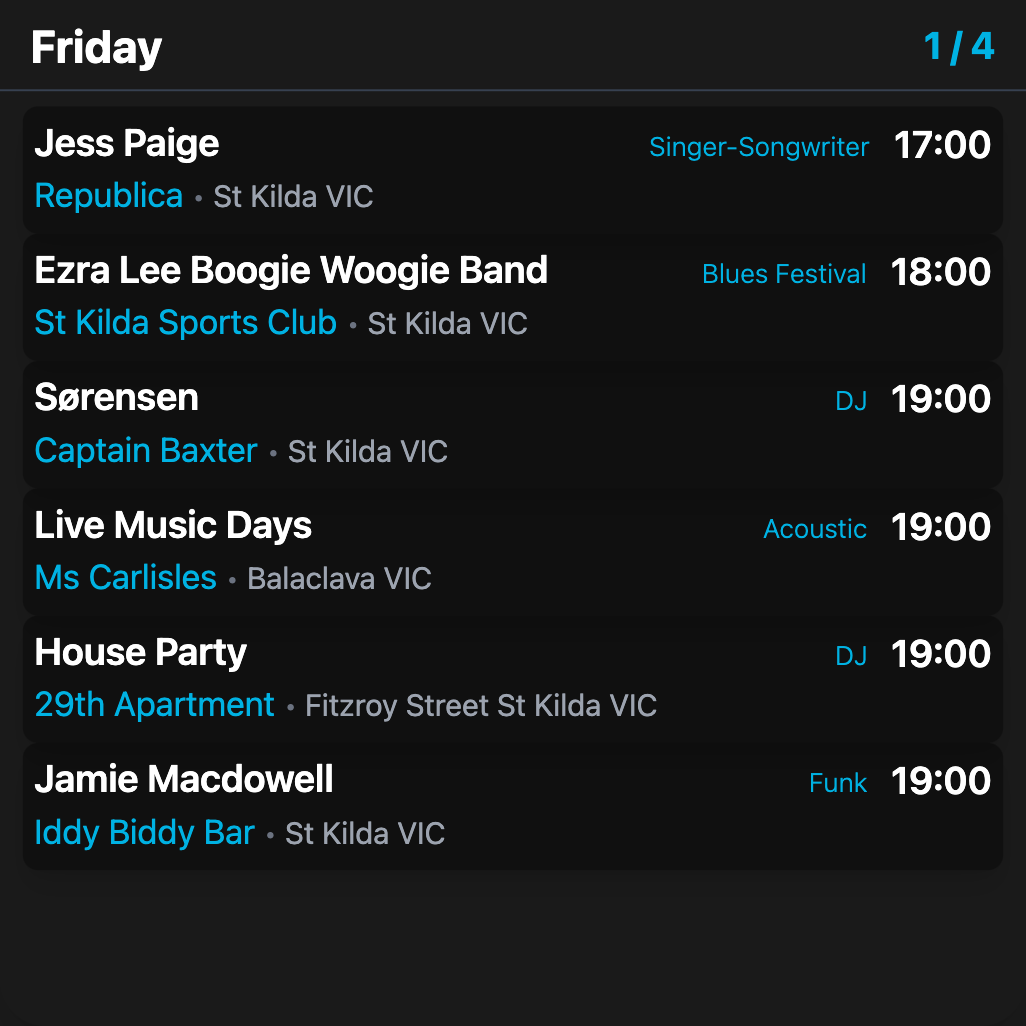 Friday 1 / 4
Jess Paige Singer-Songwriter 17:00
Republica • St Kilda VIC
Ezra Lee Boogie Woogie Band Blues Festival 18:00
St Kilda Sports Club • St Kilda VIC
Sørensen DJ 19:00
Captain Baxter • St Kilda VIC
Live Music Days Acoustic 19:00
Ms Carlisles • Balaclava VIC
House Party DJ 19:00
29th Apartment • Fitzroy Street St Kilda VIC
Jamie Macdowell Funk 19:00
Iddy Biddy Bar • St Kilda VIC